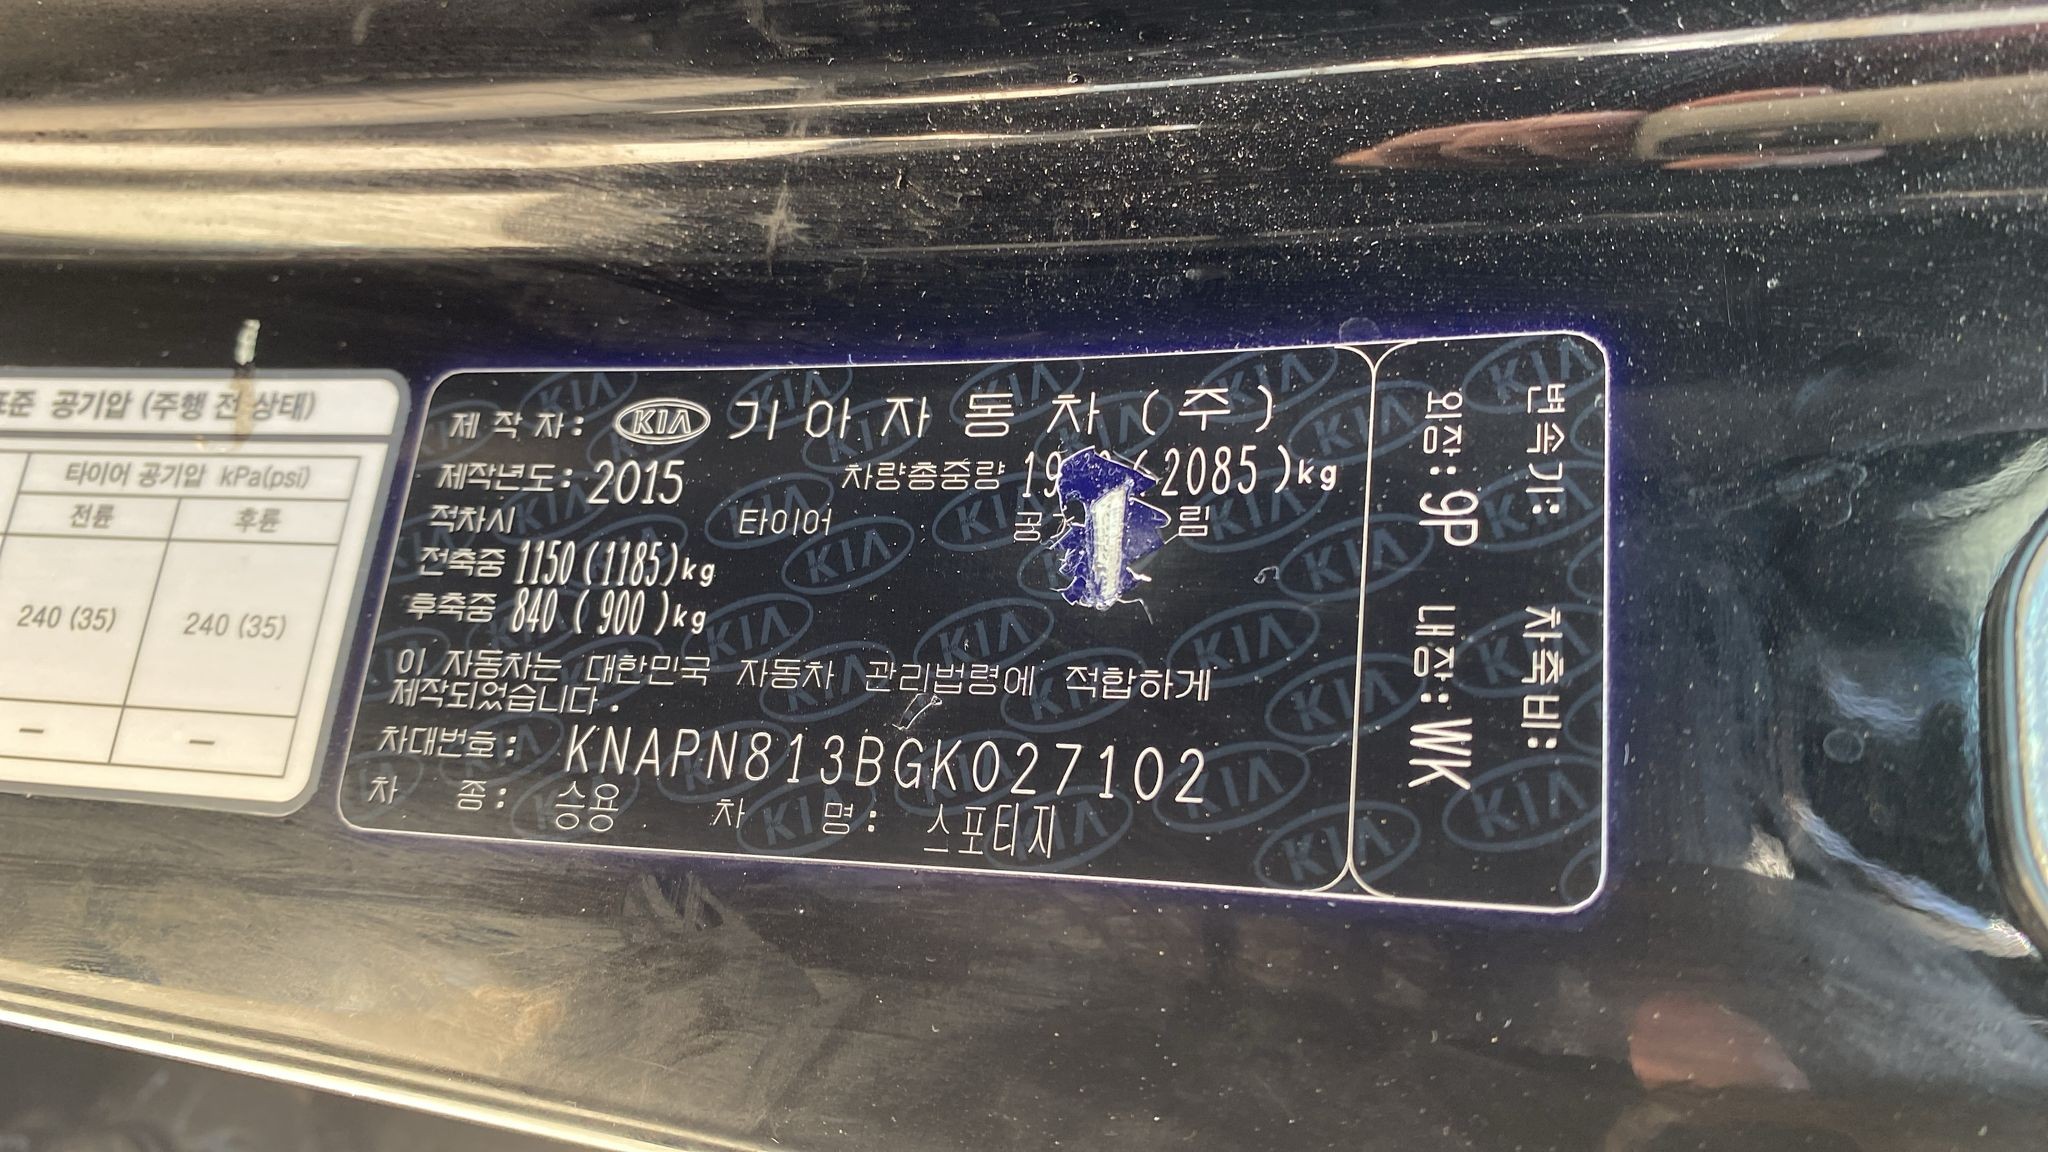 표준 공기압 (주행 전 상태)
타이어 공기압 kPa(psi)
전륜 후륜
240 (35) 240 (35)
– –
제 작 자: KIA 기 아 자 동 차 ( 주 )
제작년도: 2015 차량총중량 (2085 )kg
적차시 타이어
전축중 1150 (1185)kg
후축중 840 ( 900 )kg
이 자동차는 대한민국 자동차 관리법령에 적합하게
제작되었습니다.
차대번호: KNAPN813BGK027102
차 종: 승용 차 명: 스포티지
변속기: 차축비:
외장: 9P 내장: WK